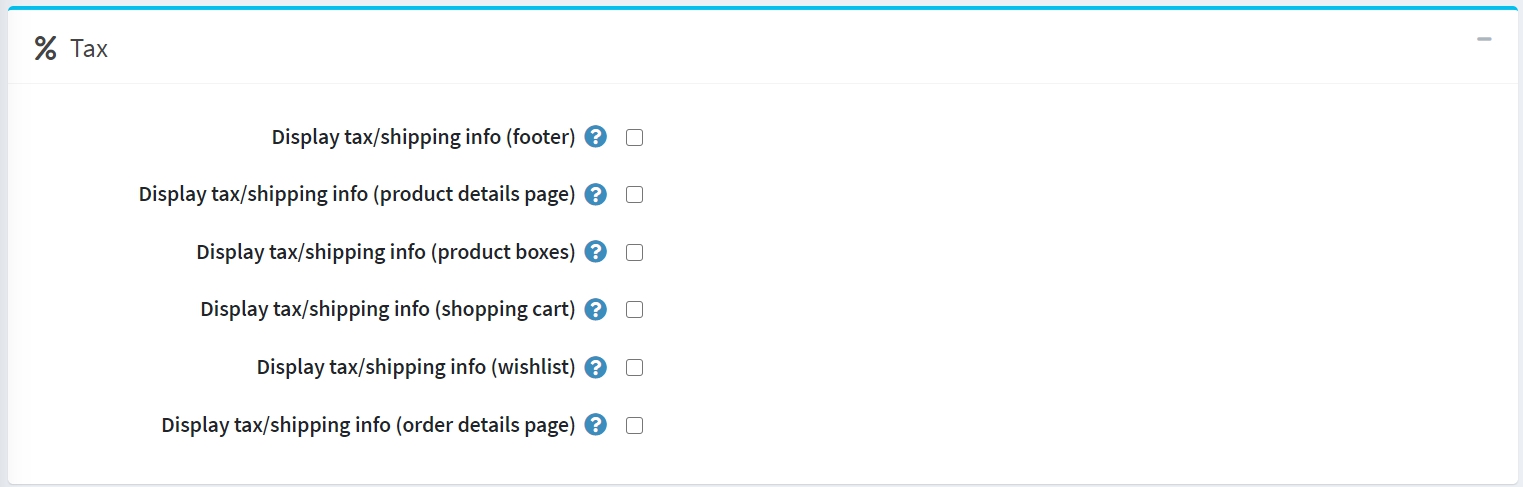 % Tax
Display tax/shipping info (footer) ?
Display tax/shipping info (product details page) ?
Display tax/shipping info (product boxes) ?
Display tax/shipping info (shopping cart) ?
Display tax/shipping info (wishlist) ?
Display tax/shipping info (order details page) ?